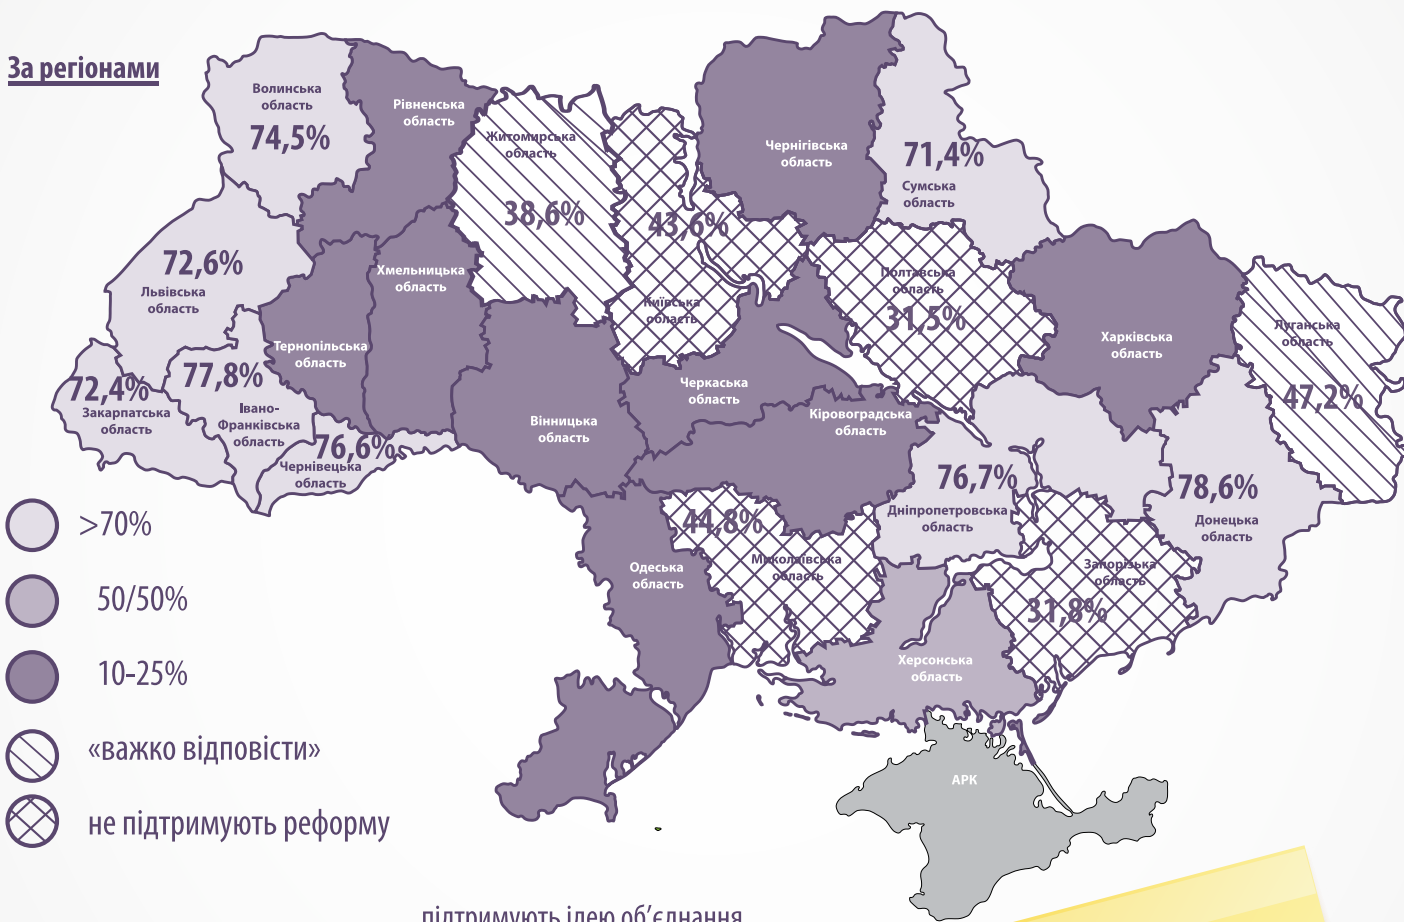 За регіонами
Волинська
область
74,5%
Рівненська
область
Житомирська
область
38,6%
43,6%
Київська
область
Чернігівська
область
71,4%
Сумська
область
72,6%
Львівська
область
Хмельницька
область
Тернопільська
область
Полтавська
область
31,5%
Харківська
область
Луганська
область
47,2%
72,4%
Закарпатська
область
77,8%
Івано-
Франківська
область
76,6%
Чернівецька
область
Вінницька
область
Черкаська
область
Кіровоградська
область
76,7%
Дніпропетровська
область
78,6%
Донецька
область
44,8%
Миколаївська
область
Одеська
область
Запорізька
область
31,8%
Херсонська
область
АРК
>70%
50/50%
10-25%
«важко відповісти»
не підтримують реформу
підтримують ідею об’єднання